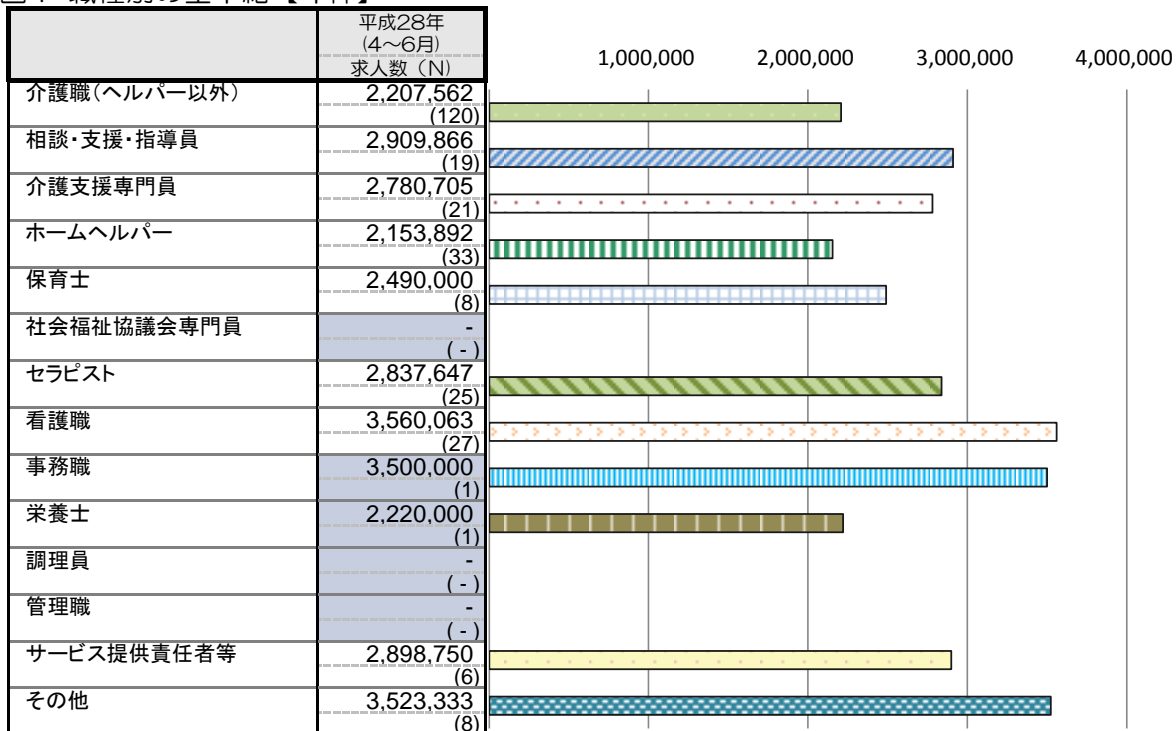 平成28年
(4～6月)
求人数（N）
1,000,000 2,000,000 3,000,000 4,000,000
介護職（ヘルパー以外） 2,207,562
(120)
相談・支援・指導員 2,909,866
(19)
介護支援専門員 2,780,705
(21)
ホームヘルパー 2,153,892
(33)
保育士 2,490,000
(8)
社会福祉協議会専門員 -
( - )
セラピスト 2,837,647
(25)
看護職 3,560,063
(27)
事務職 3,500,000
(1)
栄養士 2,220,000
(1)
調理員 -
( - )
管理職 -
( - )
サービス提供責任者等 2,898,750
(6)
その他 3,523,333
(8)